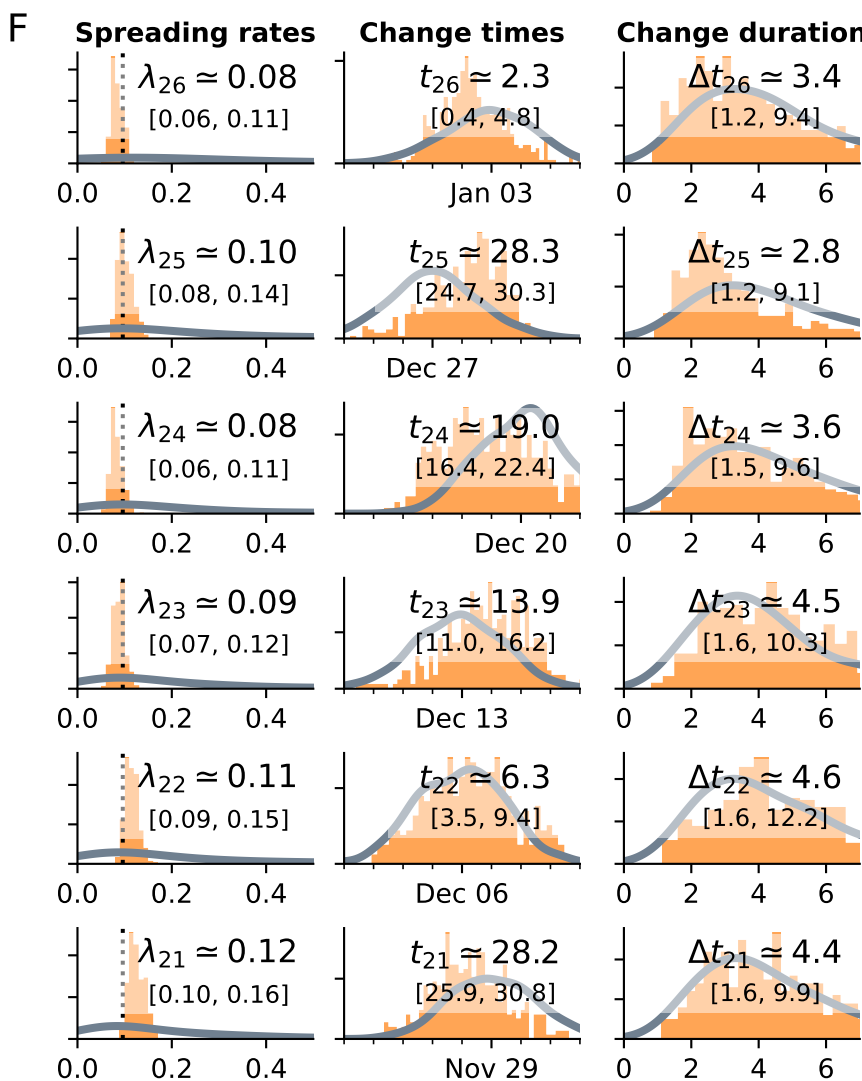 F
Spreading rates Change times Change duration
λ26 ≃ 0.08 t26 ≃ 2.3 Δt26 ≃ 3.4
[0.06, 0.11] [0.4, 4.8] [1.2, 9.4]
0.0 0.2 0.4 Jan 03 0 2 4 6
λ25 ≃ 0.10 t25 ≃ 28.3 Δt25 ≃ 2.8
[0.08, 0.14] [24.7, 30.3] [1.2, 9.1]
0.0 0.2 0.4 Dec 27 0 2 4 6
λ24 ≃ 0.08 t24 ≃ 19.0 Δt24 ≃ 3.6
[0.06, 0.11] [16.4, 22.4] [1.5, 9.6]
0.0 0.2 0.4 Dec 20 0 2 4 6
λ23 ≃ 0.09 t23 ≃ 13.9 Δt23 ≃ 4.5
[0.07, 0.12] [11.0, 16.2] [1.6, 10.3]
0.0 0.2 0.4 Dec 13 0 2 4 6
λ22 ≃ 0.11 t22 ≃ 6.3 Δt22 ≃ 4.6
[0.09, 0.15] [3.5, 9.4] [1.6, 12.2]
0.0 0.2 0.4 Dec 06 0 2 4 6
λ21 ≃ 0.12 t21 ≃ 28.2 Δt21 ≃ 4.4
[0.10, 0.16] [25.9, 30.8] [1.6, 9.9]
0.0 0.2 0.4 Nov 29 0 2 4 6